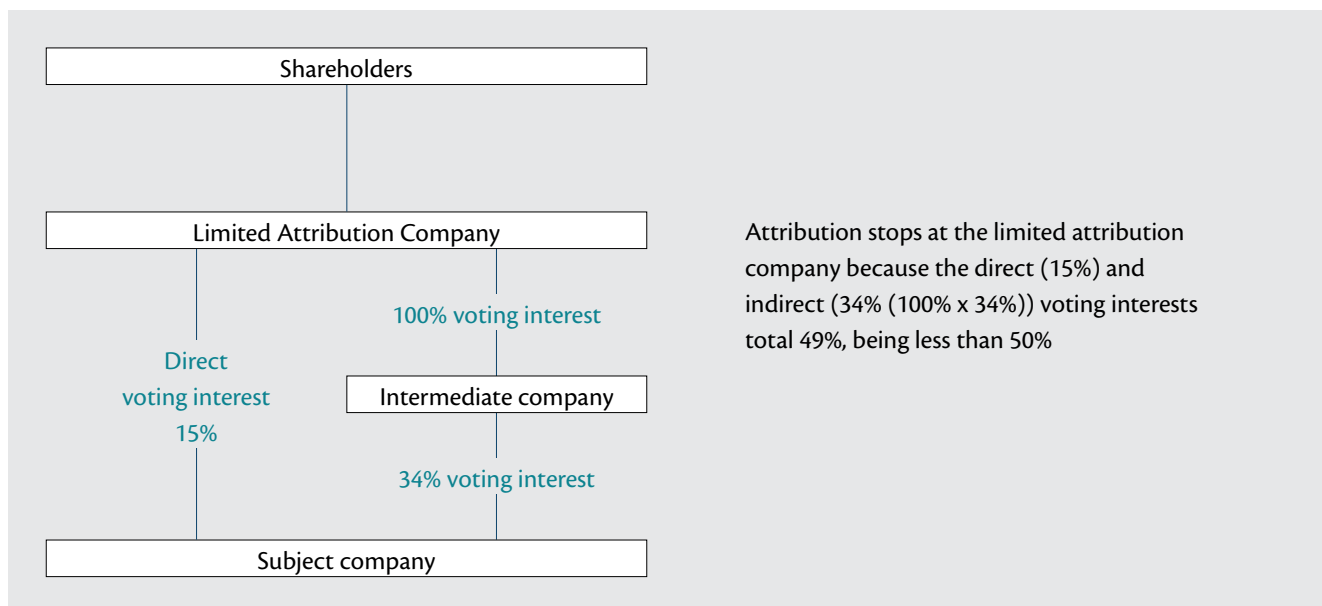 Shareholders
Limited Attribution Company
100% voting interest
Direct
voting interest
15%
Intermediate company
34% voting interest
Subject company
Attribution stops at the limited attribution
company because the direct (15%) and
indirect (34% (100% x 34%)) voting interests
total 49%, being less than 50%